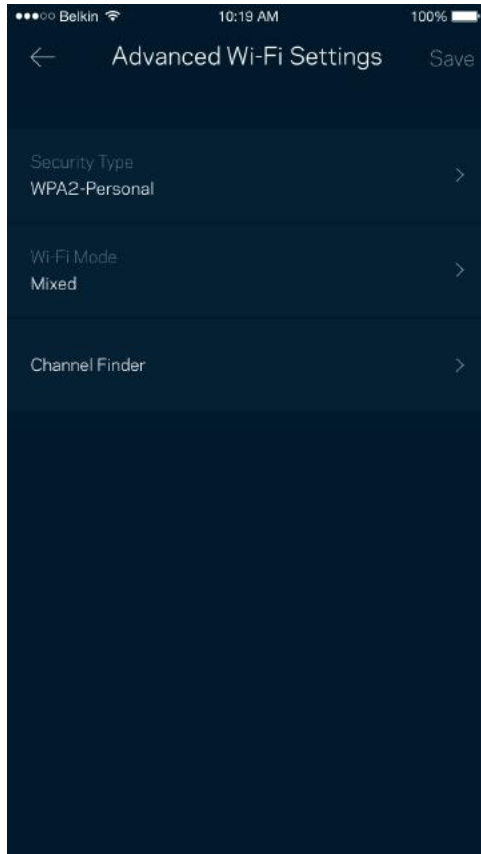 Belkin 10:19 AM 100%
Advanced Wi-Fi Settings Save
Security Type
WPA2-Personal
Wi-Fi Mode
Mixed
Channel Finder